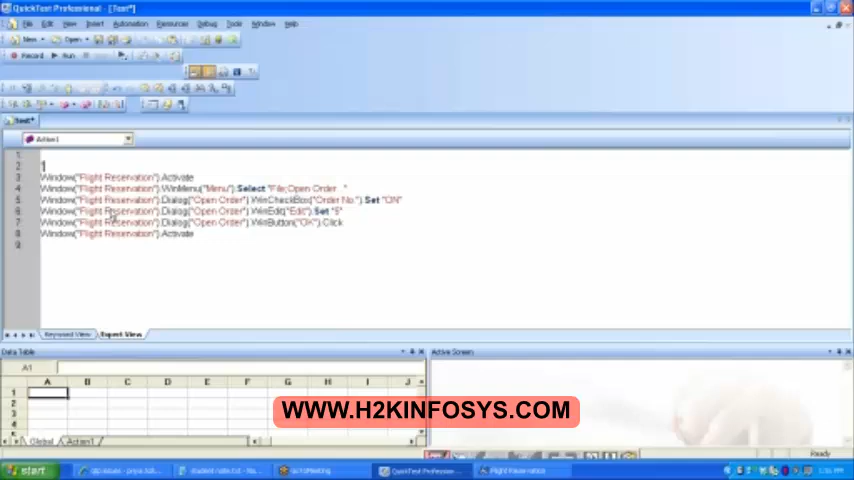 QuickTest Professional - [Test*]
File Edit View Insert Automation Resources Debug Tools Window Help
New Open
Record Run
Test*
Action1
1
2
3 Window("Flight Reservation").Activate
4 Window("Flight Reservation").WinMenu("Menu").Select "File;Open Order    "
5 Window("Flight Reservation").Dialog("Open Order").WinCheckBox("Order No.").Set "ON"
6 Window("Flight Reservation").Dialog("Open Order").WinEdit("Edit").Set "5"
7 Window("Flight Reservation").Dialog("Open Order").WinButton("OK").Click
8 Window("Flight Reservation").Activate
9
Keyword View Expert View
Data Table
Active Screen
A1
A B C D E F G H I J
1
2
3
4
WWW.H2KINFOSYS.COM
Global Action1
Ready
start
GoToMeeting
QuickTest Profession...
Flight Reservation